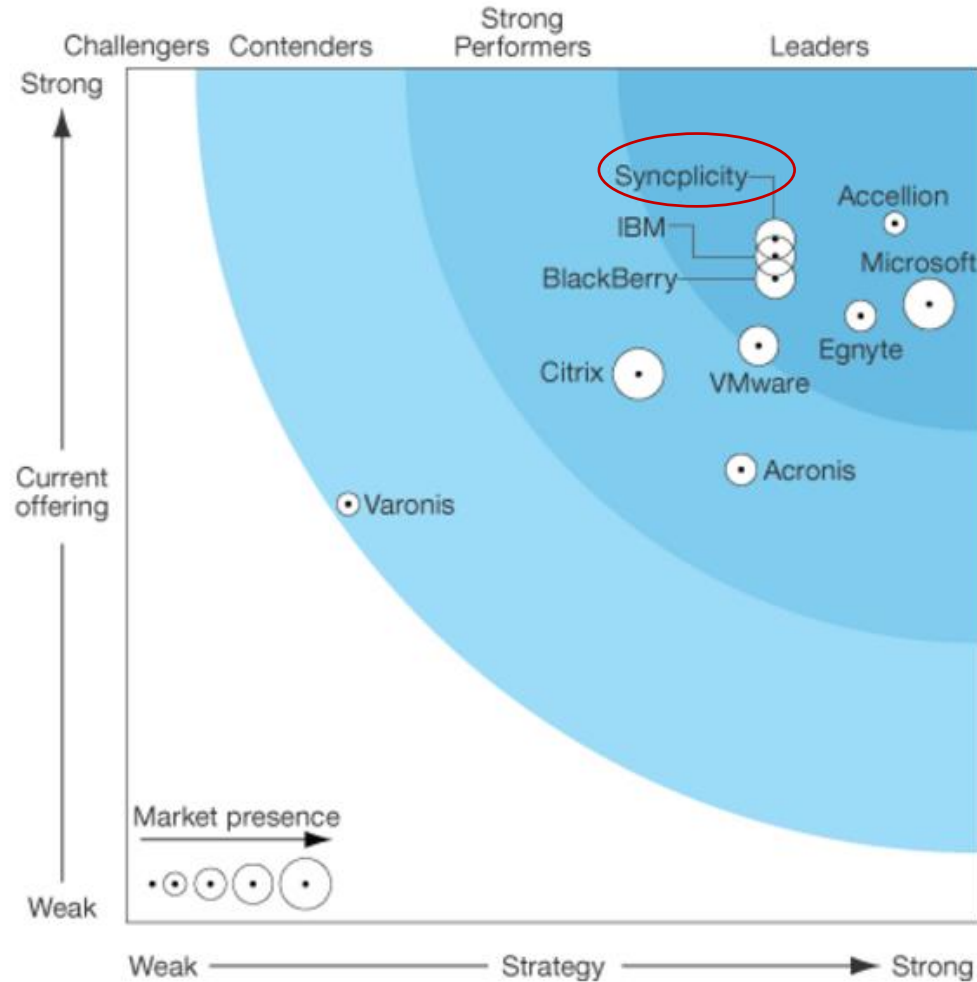 Challengers
Contenders
Strong
Performers
Leaders
Strong
Syncplicity
Accellion
IBM
Microsoft
BlackBerry
Egnyte
Citrix
VMware
Current
offering
Acronis
Varonis
Market presence
Weak
Weak
Strategy
Strong